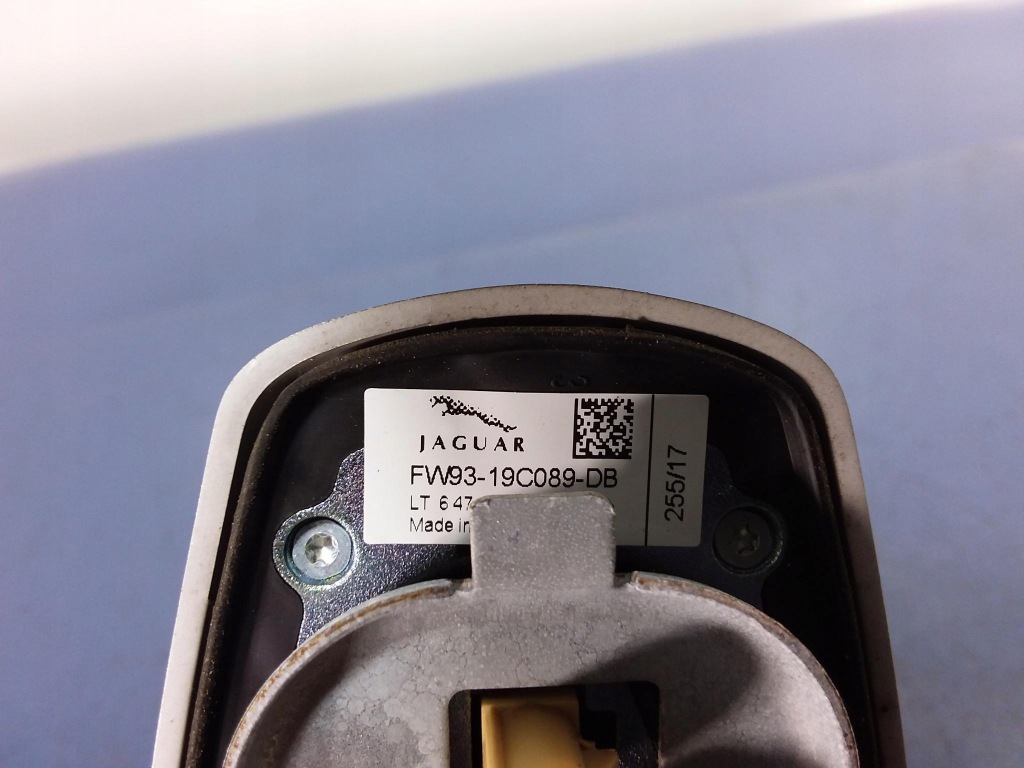 JAGUAR
FW93-19C089-DB
LT 647
Made in
255/17